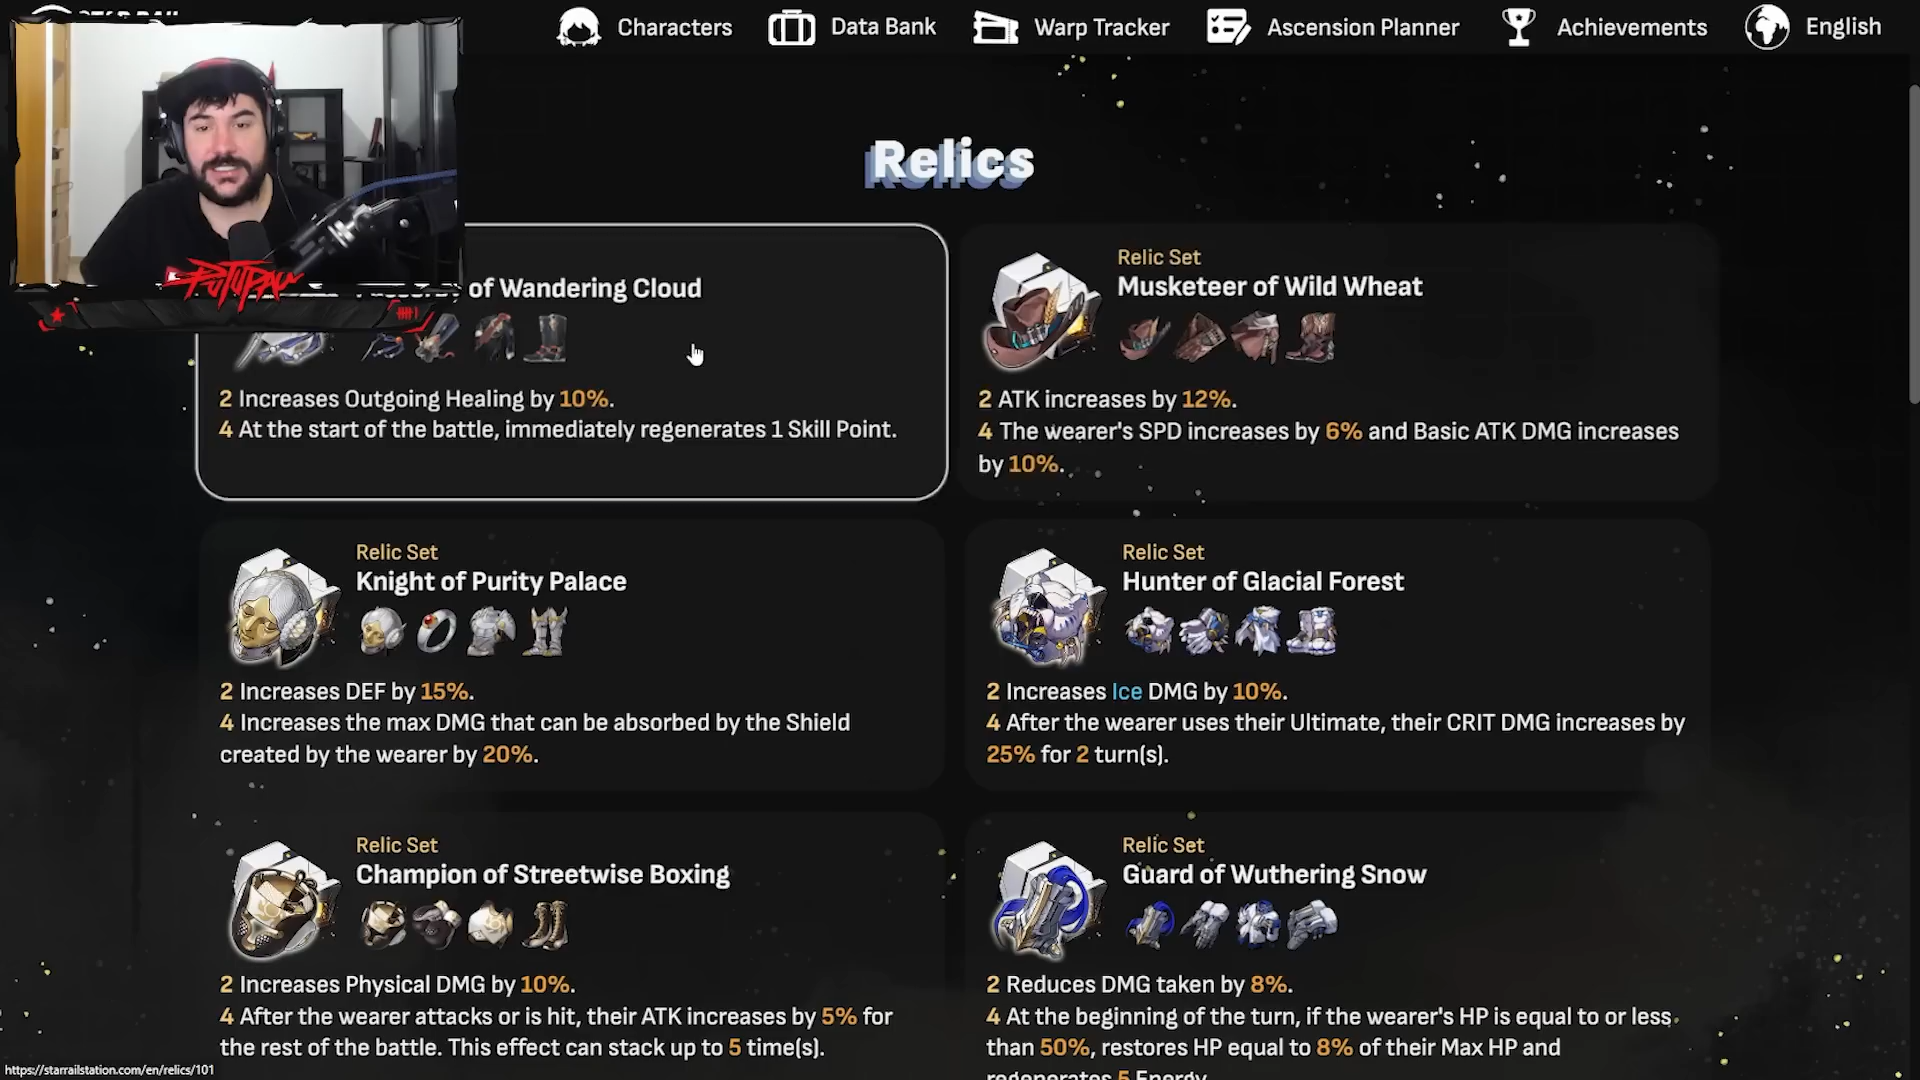 Characters
Data Bank
Warp Tracker
Ascension Planner
Achievements
English
Relics
of Wandering Cloud
2 Increases Outgoing Healing by 10%.
4 At the start of the battle, immediately regenerates 1 Skill Point.
Relic Set
Musketeer of Wild Wheat
2 ATK increases by 12%.
4 The wearer's SPD increases by 6% and Basic ATK DMG increases
by 10%.
Relic Set
Knight of Purity Palace
2 Increases DEF by 15%.
4 Increases the max DMG that can be absorbed by the Shield
created by the wearer by 20%.
Relic Set
Hunter of Glacial Forest
2 Increases Ice DMG by 10%.
4 After the wearer uses their Ultimate, their CRIT DMG increases by
25% for 2 turn(s).
Relic Set
Champion of Streetwise Boxing
2 Increases Physical DMG by 10%.
4 After the wearer attacks or is hit, their ATK increases by 5% for
the rest of the battle. This effect can stack up to 5 time(s).
Relic Set
Guard of Wuthering Snow
2 Reduces DMG taken by 8%.
4 At the beginning of the turn, if the wearer's HP is equal to or less
than 50%, restores HP equal to 8% of their Max HP and
regenerates 5 Energy.
https://starrailstation.com/en/relics/101